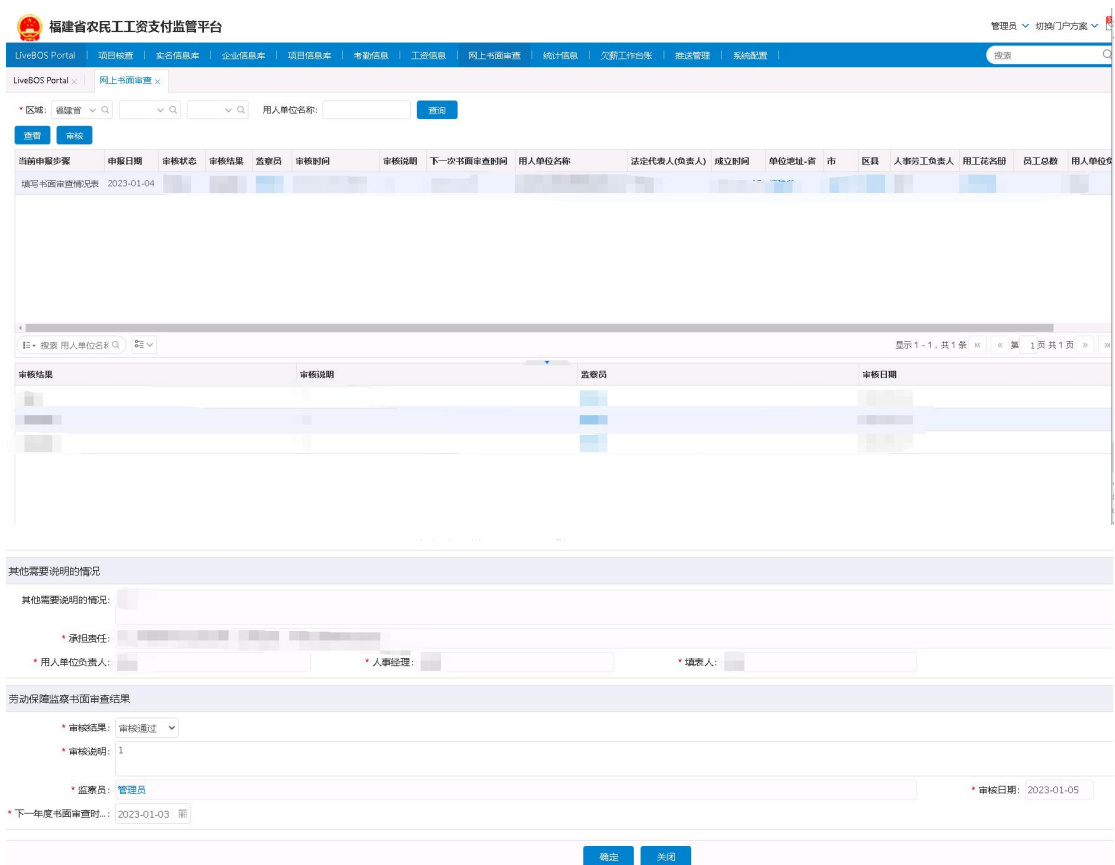 福建省农民工工资支付监管平台
管理员 切换门户方案
LiveBOS Portal | 项目核查 | 实名信息库 | 企业信息库 | 项目信息库 | 考勤信息 | 工资信息 | 网上书面审查 | 统计信息 | 欠薪工作台账 | 推送管理 | 系统配置 | 搜索
LiveBOS Portal × 网上书面审查 ×
* 区域: 福建省 用人单位名称: 查询
查看 审核
当前申报步骤 申报日期 审核状态 审核结果 监察员 审核时间 审核说明 下一次书面审查时间 用人单位名称 法定代表人(负责人) 成立时间 单位地址-省 市 区县 人事劳工负责人 用工花名册 员工总数 用人单位负
填写书面审查情况表 2023-01-04
搜索 用人单位名称 显示 1 - 1 , 共 1 条 « 第 1 页 共 1 页 »
审核结果 审核说明 监察员 审核日期
其他需要说明的情况
其他需要说明的情况:
* 承担责任:
* 用人单位负责人: * 人事经理: * 填表人:
劳动保障监察书面审查结果
* 审核结果: 审核通过
* 审核说明: 1
* 监察员: 管理员 * 审核日期: 2023-01-05
* 下一年度书面审查时...: 2023-01-03
确定 关闭